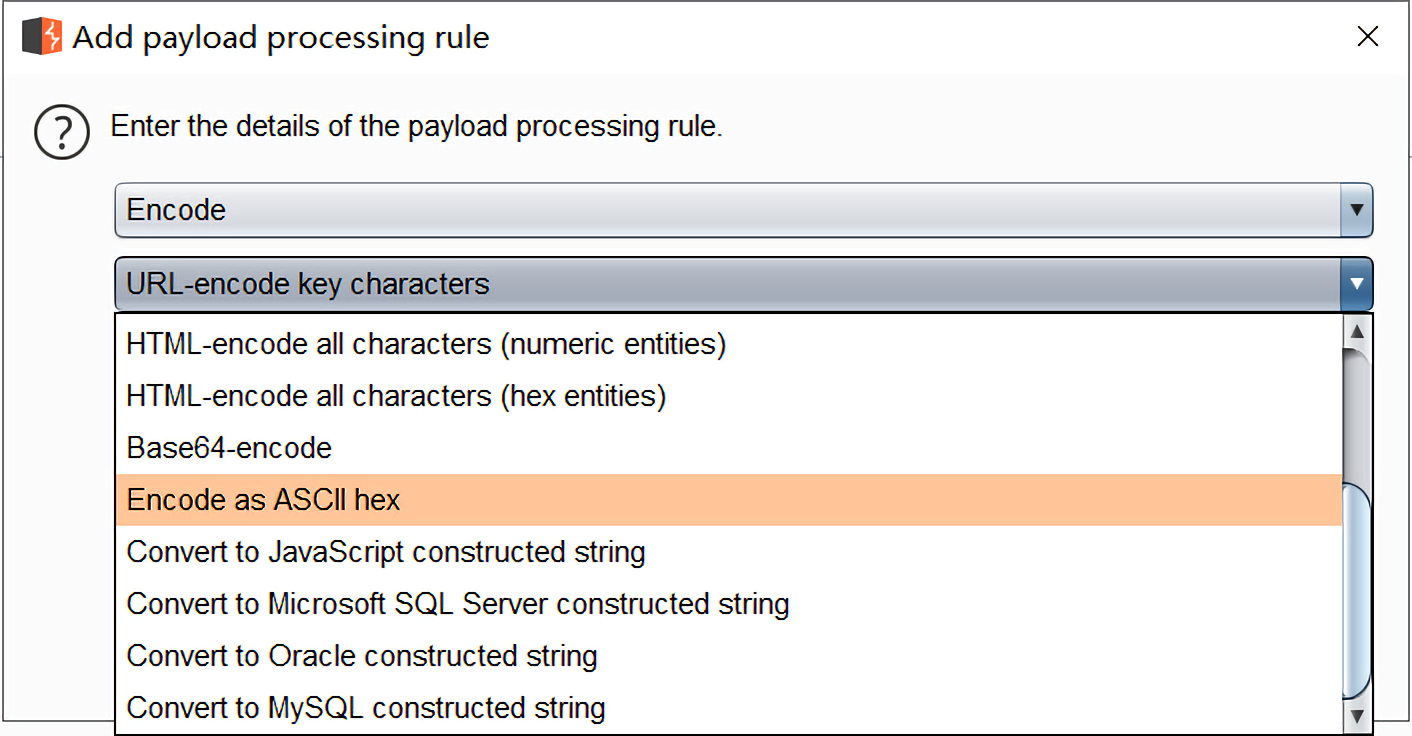 Add payload processing rule
Enter the details of the payload processing rule.
Encode
URL-encode key characters
HTML-encode all characters (numeric entities)
HTML-encode all characters (hex entities)
Base64-encode
Encode as ASCII hex
Convert to JavaScript constructed string
Convert to Microsoft SQL Server constructed string
Convert to Oracle constructed string
Convert to MySQL constructed string